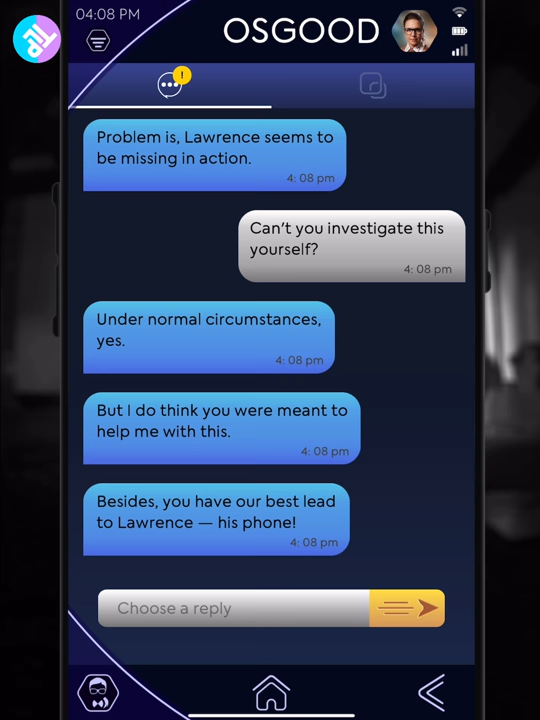 04:08 PM
OSGOOD
!
Problem is, Lawrence seems to
be missing in action.
4: 08 pm
Can't you investigate this
yourself?
4: 08 pm
Under normal circumstances,
yes.
4: 08 pm
But I do think you were meant to
help me with this.
4: 08 pm
Besides, you have our best lead
to Lawrence — his phone!
4: 08 pm
Choose a reply